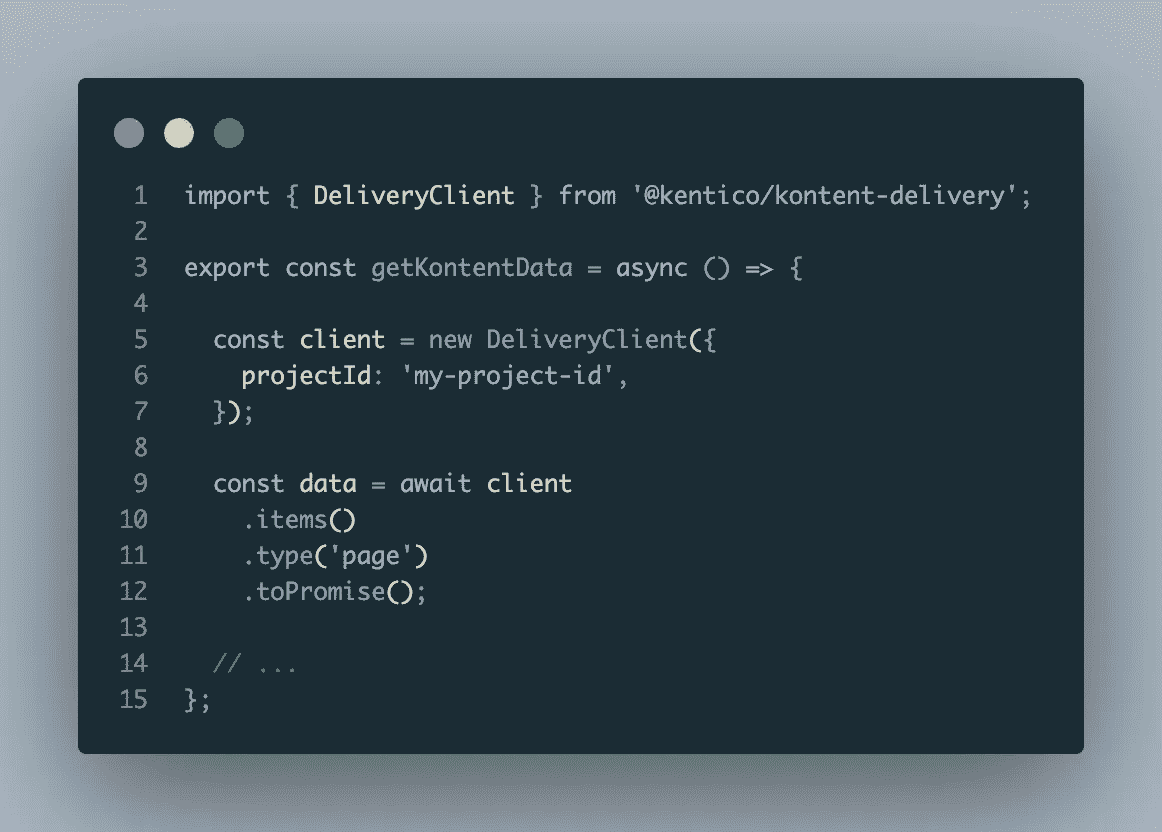 1 import { DeliveryClient } from '@kentico/kontent-delivery';
2
3 export const getKontentData = async () => {
4
5   const client = new DeliveryClient({
6     projectId: 'my-project-id',
7   });
8
9   const data = await client
10     .items()
11     .type('page')
12     .toPromise();
13
14   // ...
15 };